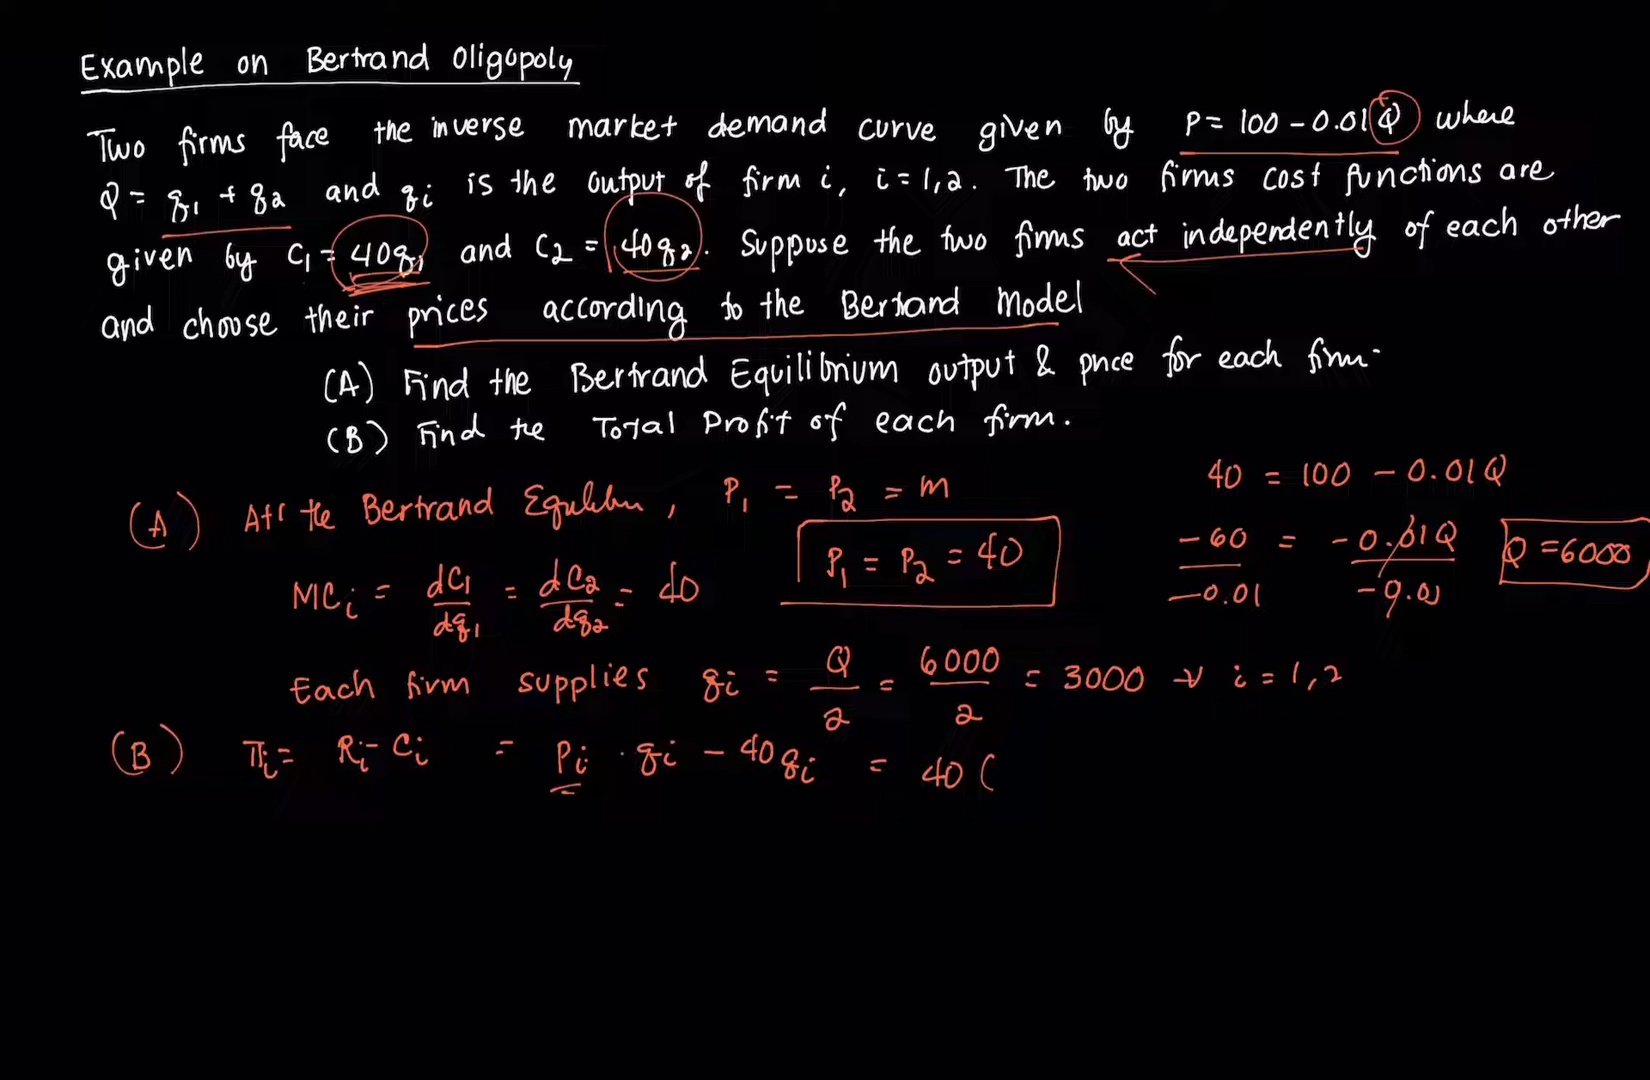 Example on Bertrand Oligopoly
Two firms face the inverse market demand curve given by P = 100 - 0.01Q where
Q = q1 + q2 and qi is the output of firm i, i = 1,2. The two firms cost functions are
given by C1 = 40q1 and C2 = 40q2. Suppose the two firms act independently of each other
and choose their prices according to the Bertrand Model
(A) Find the Bertrand Equilibrium output & price for each firm.
(B) Find the Total Profit of each firm.
(A) At the Bertrand , P1 = P2 = m
P1 = P2 = 40
MCi = dC1/dq1 = dC2/dq2 = 40
40 = 100 - 0.01Q
-60/-0.01 = -0.01Q/-0.01 Q = 6000
Each firm supplies qi = Q/2 = 6000/2 = 3000 ∀ i = 1,2
(B) πi = Ri - Ci = Pi · qi - 40qi = 40 (